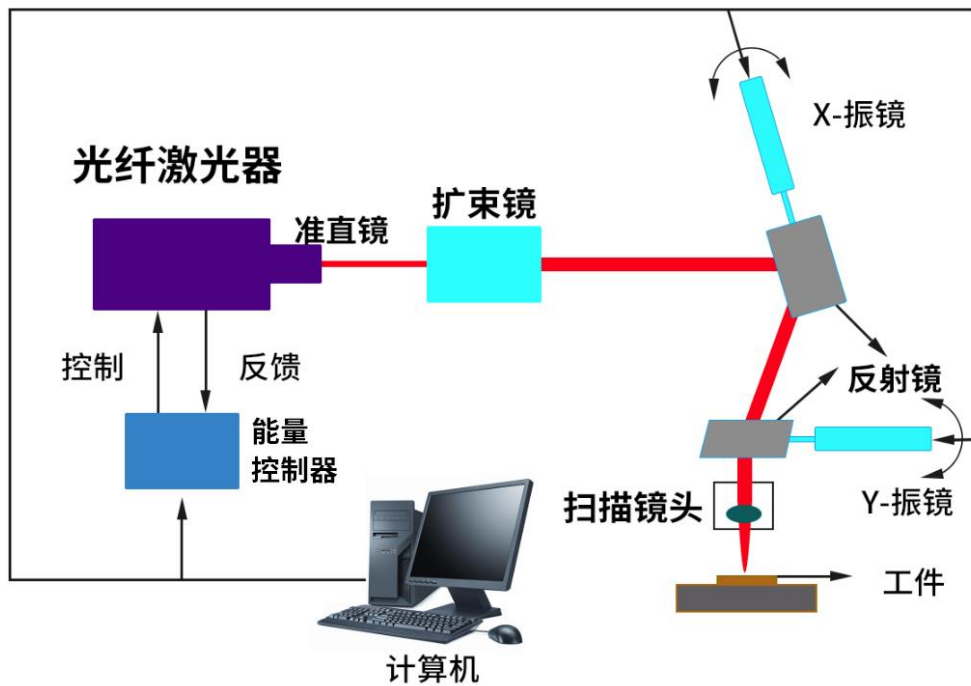 X-振镜
光纤激光器
准直镜
扩束镜
控制
反馈
反射镜
能量
控制器
扫描镜头
Y-振镜
工件
计算机